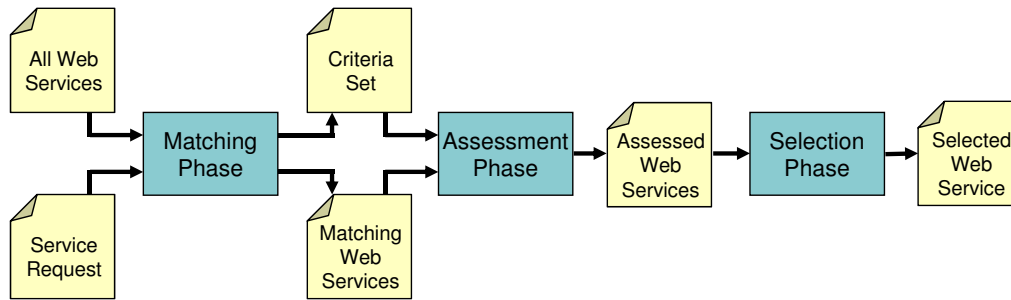 All Web
Services
Service
Request
Matching
Phase
Criteria
Set
Matching
Web
Services
Assessment
Phase
Assessed
Web
Services
Selection
Phase
Selected
Web
Service